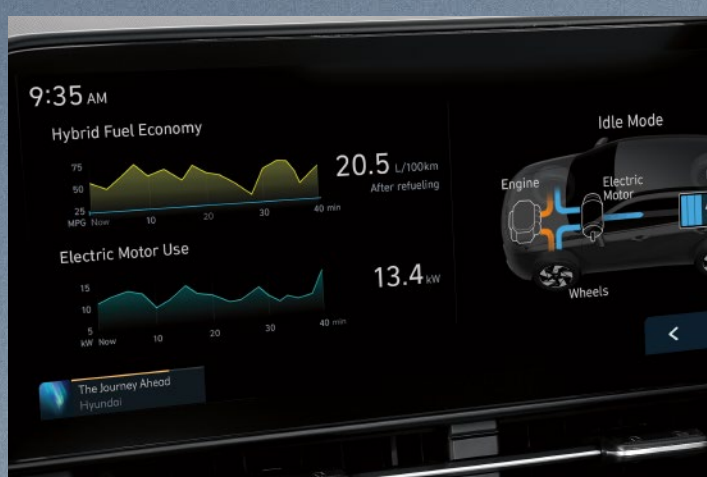 9:35 AM
Hybrid Fuel Economy
75
50
25
MPG Now 10 20 30 40 min
20.5 L/100km
After refueling
Electric Motor Use
15
10
5
kW Now 10 20 30 40 min
13.4 kW
The Journey Ahead
Hyundai
Idle Mode
Engine
Electric
Motor
Wheels